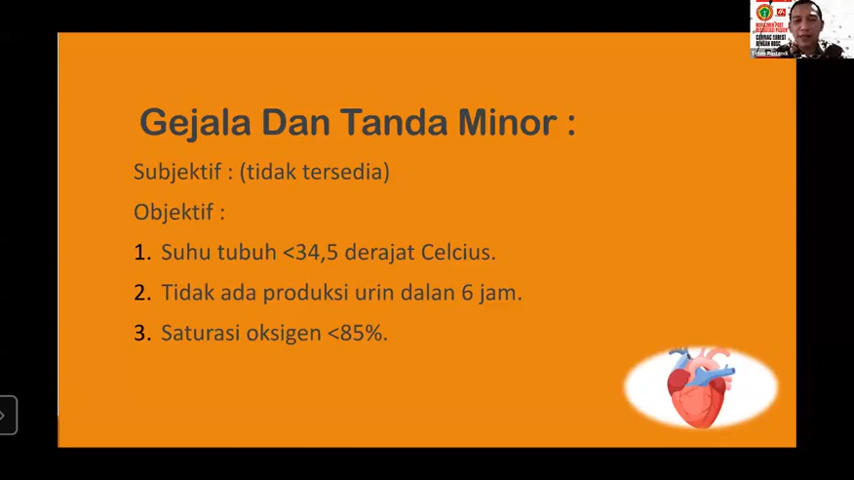 Gejala Dan Tanda Minor :
Subjektif : (tidak tersedia)
Objektif :
1. Suhu tubuh <34,5 derajat Celcius.
2. Tidak ada produksi urin dalan 6 jam.
3. Saturasi oksigen <85%.